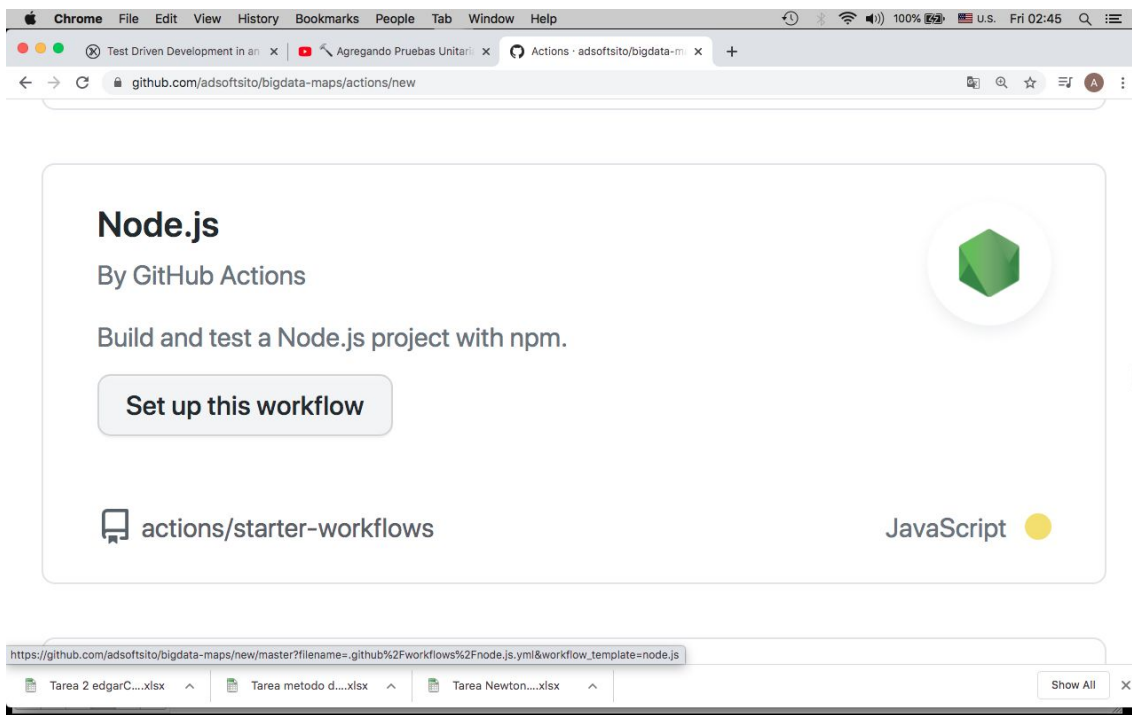 Chrome File Edit View History Bookmarks People Tab Window Help 100% U.S. Fri 02:45
Test Driven Development in an Agregando Pruebas Unitari Actions · adsoftsito/bigdata-m
github.com/adsoftsito/bigdata-maps/actions/new A
Node.js
By GitHub Actions
Build and test a Node.js project with npm.
Set up this workflow
actions/starter-workflows JavaScript
https://github.com/adsoftsito/bigdata-maps/new/master?filename=.github%2Fworkflows%2Fnode.js.yml&workflow_template=node.js
Tarea 2 edgarC....xlsx Tarea metodo d....xlsx Tarea Newton....xlsx Show All